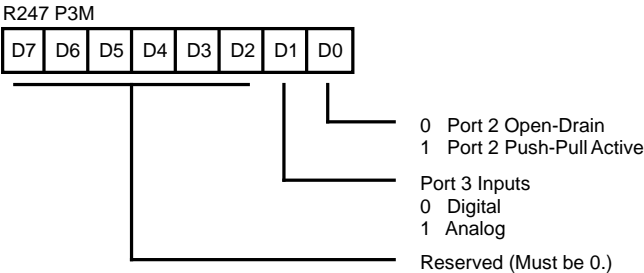 R247 P3M
D7 D6 D5 D4 D3 D2 D1 D0
0 Port 2 Open-Drain
1 Port 2 Push-Pull Active
Port 3 Inputs
0 Digital
1 Analog
Reserved (Must be 0.)